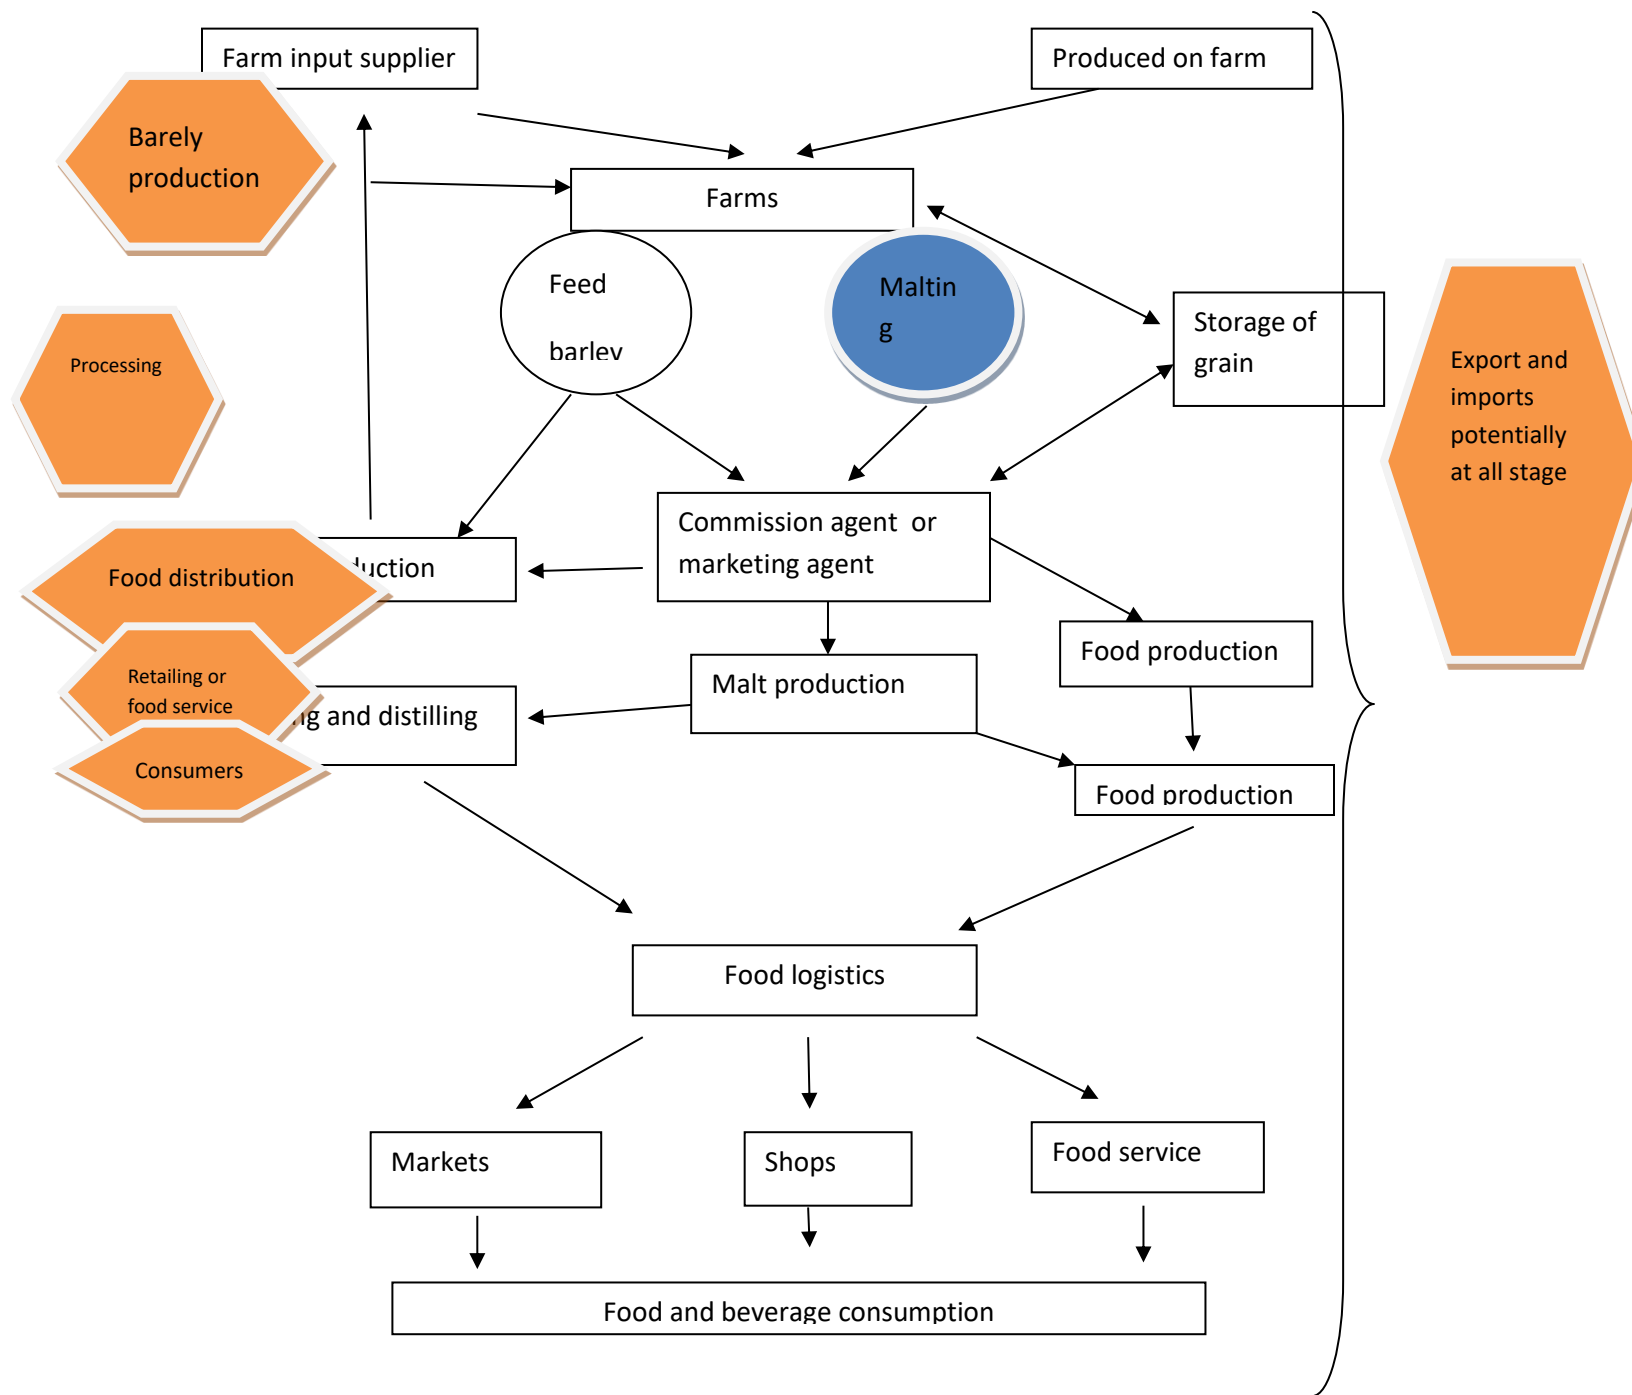 Farm input supplier
Produced on farm
Barely
production
Farms
Feed
barley
Maltin
g
Storage of
grain
Processing
Export and
imports
potentially
at all stage
Commission agent or
marketing agent
Food distribution
duction
Food production
Malt production
Retailing or
food service
ng and distilling
Consumers
Food production
Food logistics
Markets
Shops
Food service
Food and beverage consumption